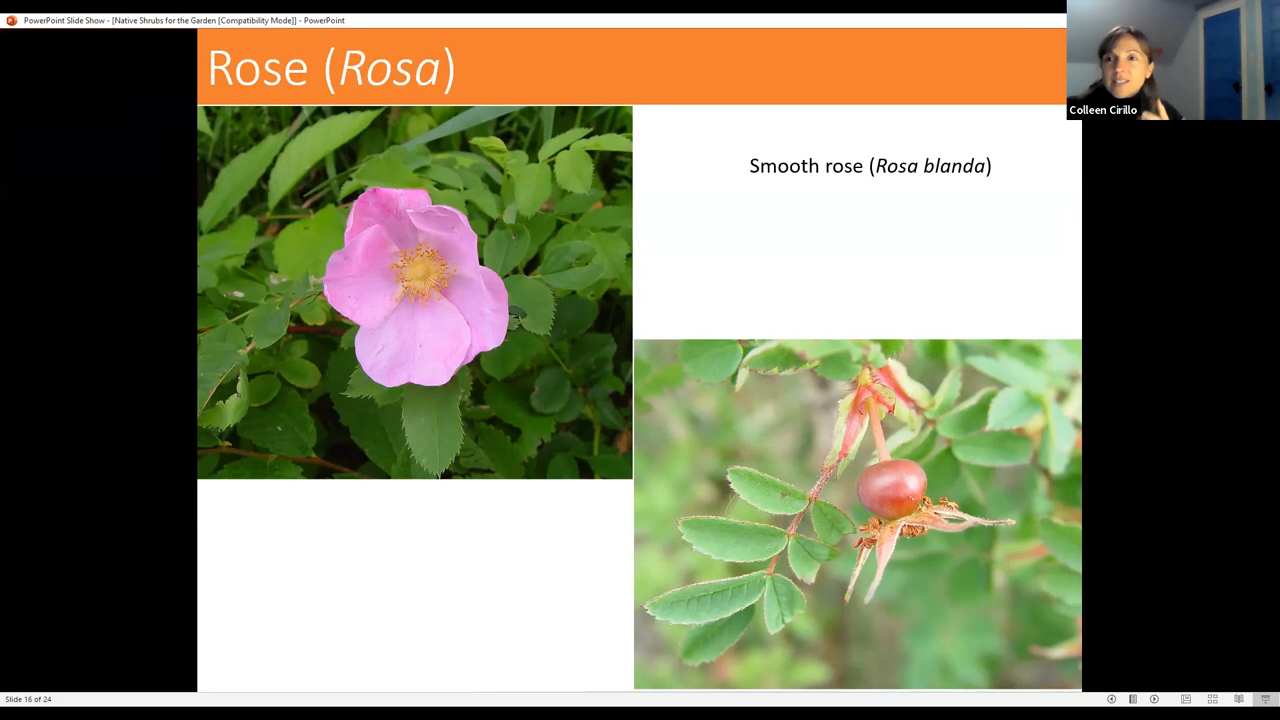 PowerPoint Slide Show - [Native Shrubs for the Garden [Compatibility Mode]] - PowerPoint
Rose (Rosa)
Colleen Cirillo
Smooth rose (Rosa blanda)
Slide 16 of 24